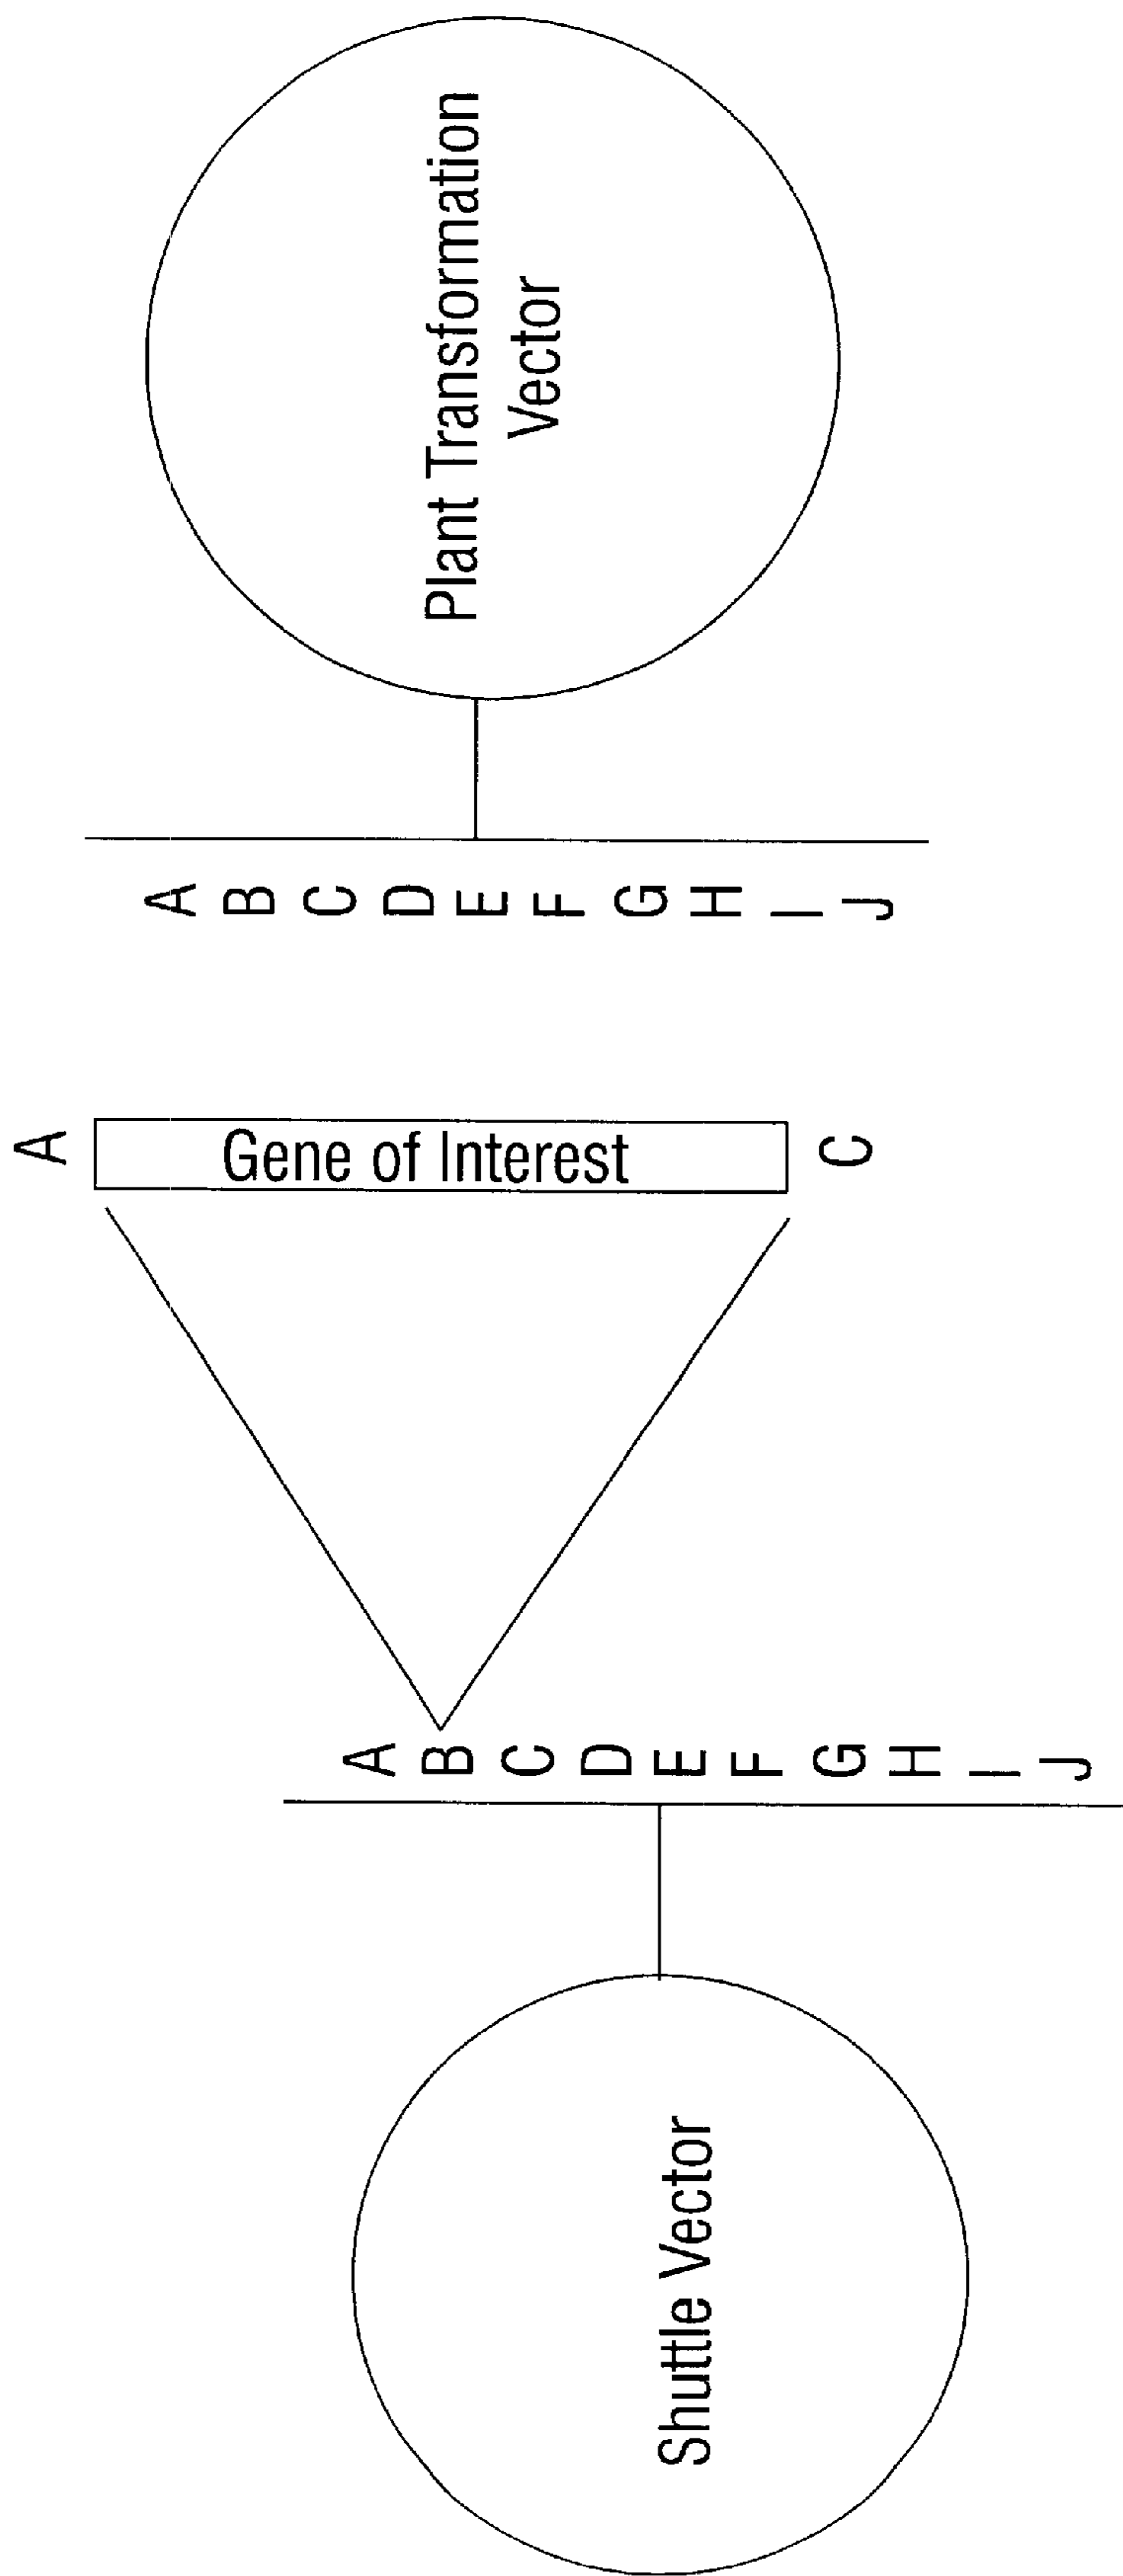 Plant Transformation
Vector
A B C D E F G H I J
A
Gene of Interest
C
A B C D E F G H I J
Shuttle Vector